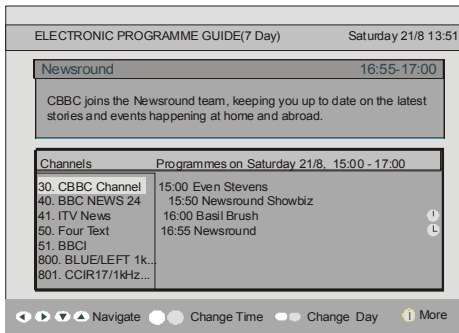 ELECTRONIC PROGRAMME GUIDE(7 Day) Saturday 21/8 13:51
Newsround 16:55-17:00
CBBC joins the Newsround team, keeping you up to date on the latest
stories and events happening at home and abroad.
Channels Programmes on Saturday 21/8, 15:00 - 17:00
30. CBBC Channel 15:00 Even Stevens
40. BBC NEWS 24 15:50 Newsround Showbiz
41. ITV News 16:00 Basil Brush
50. Four Text 16:55 Newsround
51. BBCI
800. BLUE/LEFT 1k...
801. CCIR17/1kHz...
Navigate Change Time Change Day i More